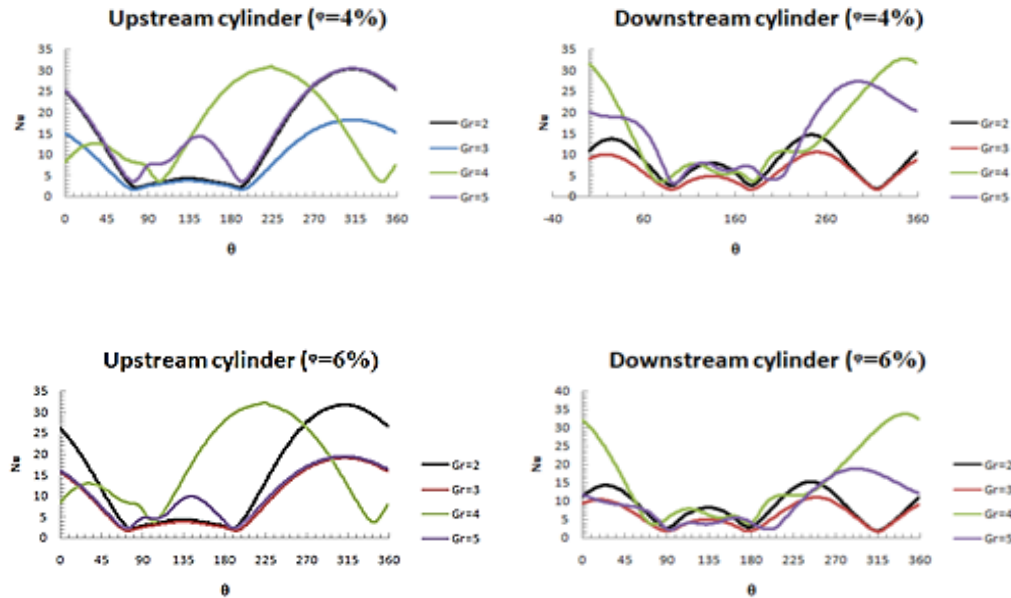 Upstream cylinder (φ=4%)
35
30
25
20
15
10
5
0
Nu
0 45 90 135 180 225 270 315 360
θ
Gr=2
Gr=3
Gr=4
Gr=5
Downstream cylinder (φ=4%)
35
30
25
20
15
10
5
0
Nu
-40 60 160 260 360
θ
Gr=2
Gr=3
Gr=4
Gr=5
Upstream cylinder (φ=6%)
35
30
25
20
15
10
5
0
Nu
0 45 90 135 180 225 270 315 360
θ
Gr=2
Gr=3
Gr=4
Gr=5
Downstream cylinder (φ=6%)
40
35
30
25
20
15
10
5
0
Nu
0 45 90 135 180 225 270 315 360
θ
Gr=2
Gr=3
Gr=4
Gr=5